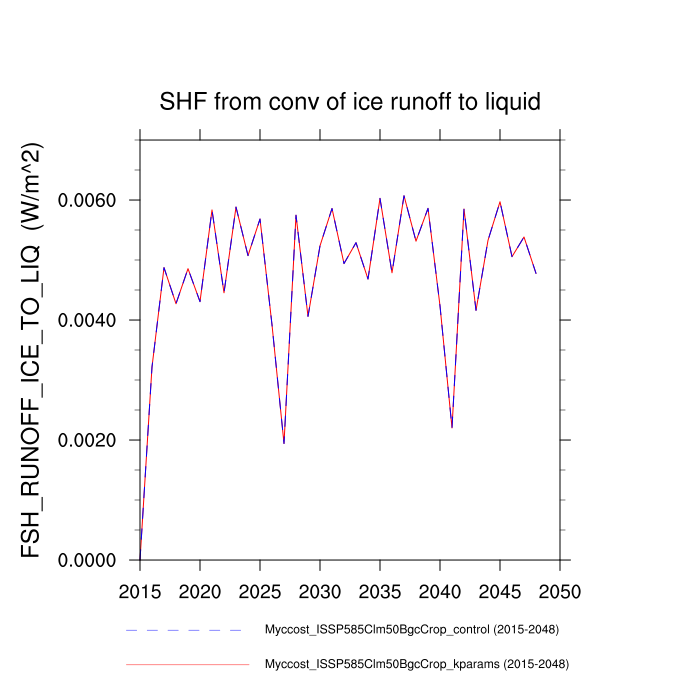 SHF from conv of ice runoff to liquid
FSH_RUNOFF_ICE_TO_LIQ (W/m^2)
0.0060
0.0040
0.0020
0.0000
2015 2020 2025 2030 2035 2040 2045 2050
Myccost_ISSP585Clm50BgcCrop_control (2015-2048)
Myccost_ISSP585Clm50BgcCrop_kparams (2015-2048)